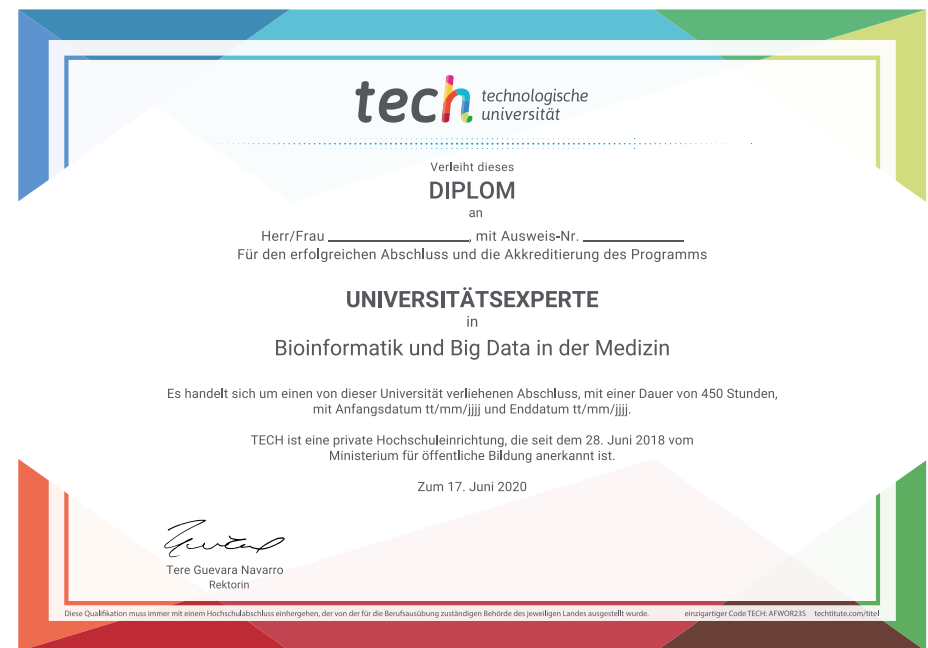 tech technologische
universität
Verleiht dieses
DIPLOM
an
Herr/Frau ____________________, mit Ausweis-Nr. ______________
Für den erfolgreichen Abschluss und die Akkreditierung des Programms
UNIVERSITÄTSEXPERTE
in
Bioinformatik und Big Data in der Medizin
Es handelt sich um einen von dieser Universität verliehenen Abschluss, mit einer Dauer von 450 Stunden,
mit Anfangsdatum tt/mm/jjjj und Enddatum tt/mm/jjjj.
TECH ist eine private Hochschuleinrichtung, die seit dem 28. Juni 2018 vom
Ministerium für öffentliche Bildung anerkannt ist.
Zum 17. Juni 2020
Tere Guevara Navarro
Rektorin
Diese Qualifikation muss immer mit einem Hochschulabschluss einhergehen, der von der für die Berufsausübung zuständigen Behörde des jeweiligen Landes ausgestellt wurde. einzigartiger Code TECH: AFWOR23S techtitute.com/titel